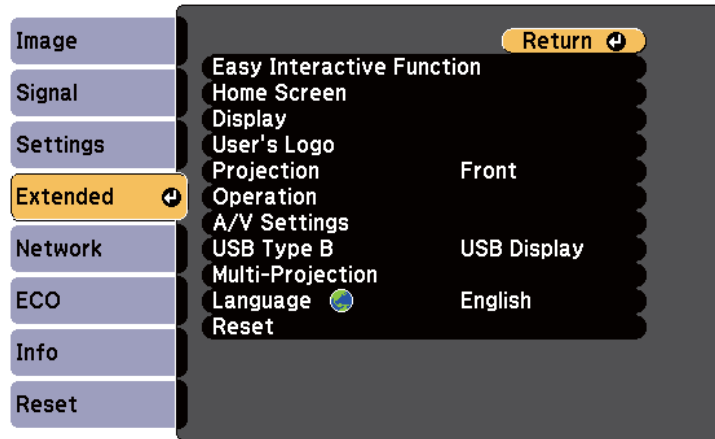 Image
Signal
Settings
Extended
Network
ECO
Info
Reset
Return
Easy Interactive Function
Home Screen
Display
User's Logo
Projection Front
Operation
A/V Settings
USB Type B USB Display
Multi-Projection
Language English
Reset